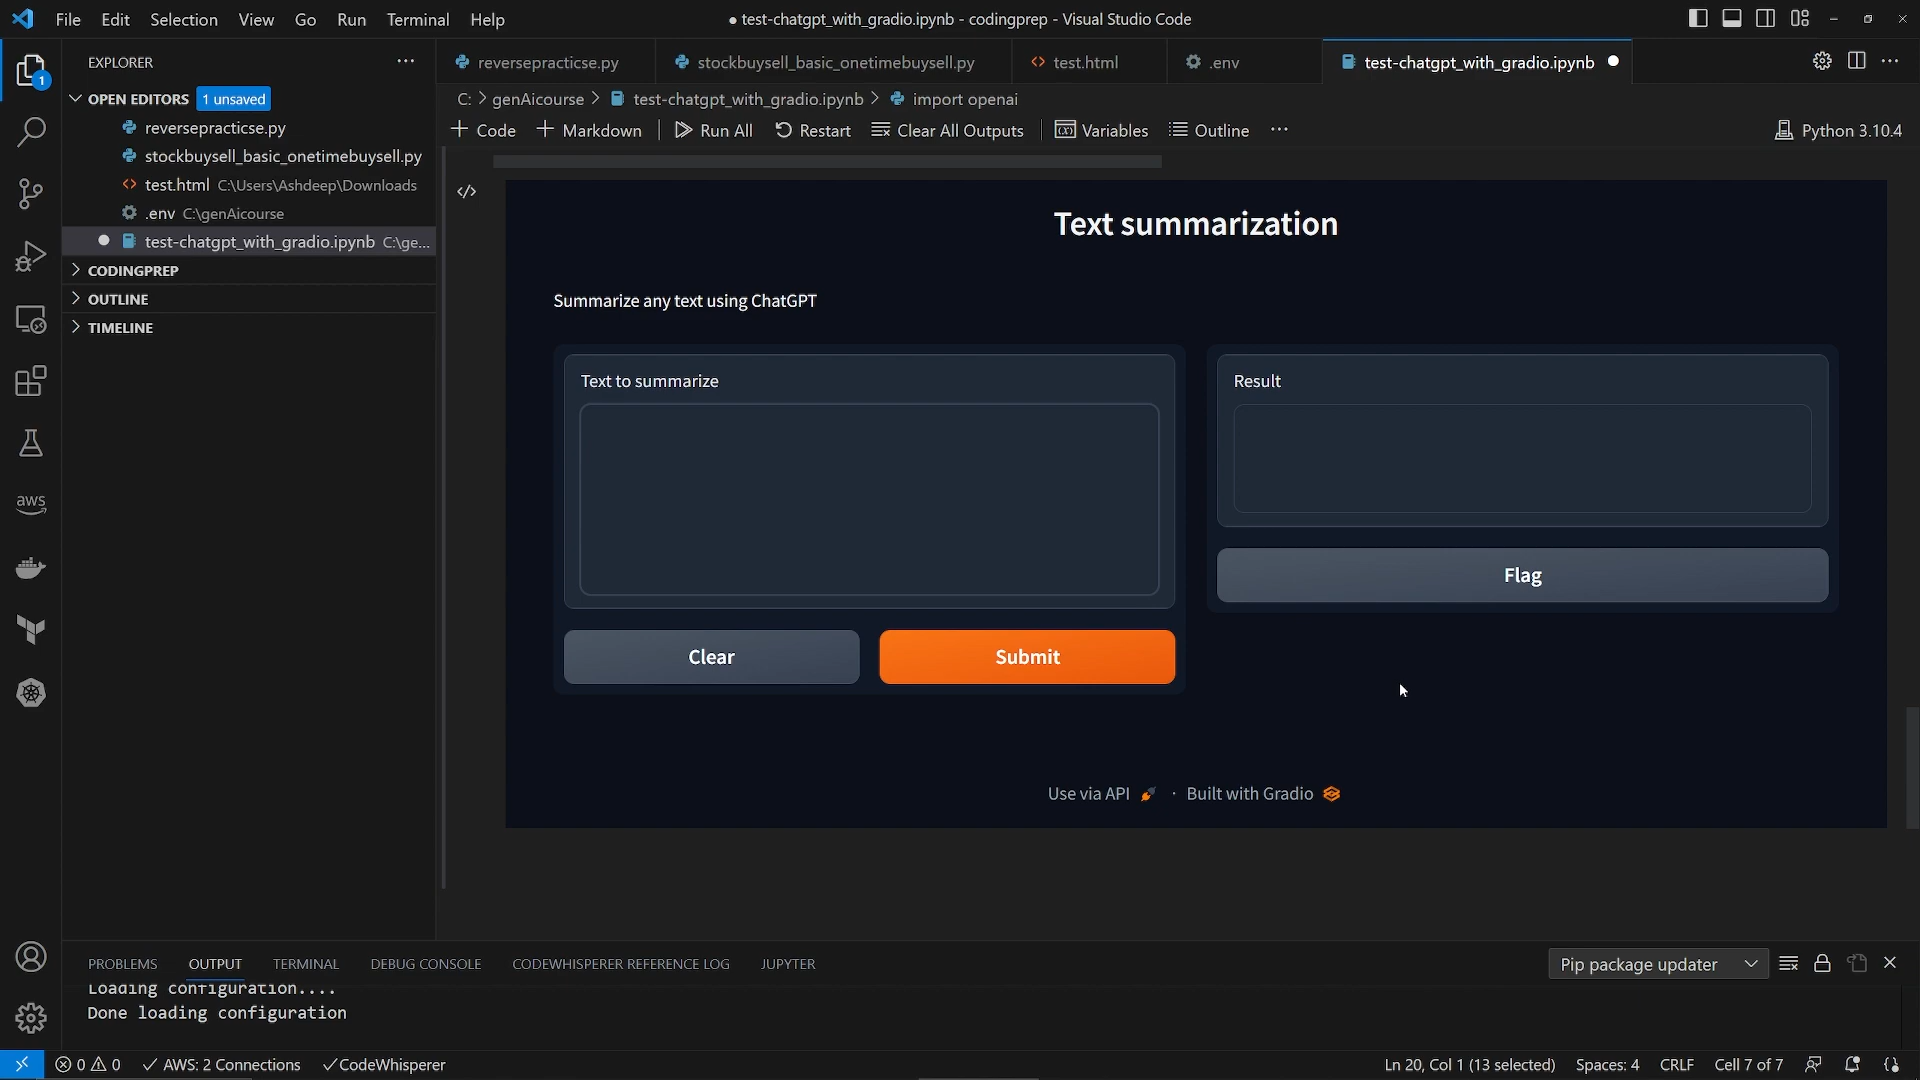 File Edit Selection View Go Run Terminal Help
● test-chatgpt_with_gradio.ipynb - codingprep - Visual Studio Code
EXPLORER
reversepracticse.py
stockbuysell_basic_onetimebuysell.py
test.html
.env
test-chatgpt_with_gradio.ipynb
1
OPEN EDITORS 1 unsaved
C: > genAicourse > test-chatgpt_with_gradio.ipynb > import openai
reversepracticse.py
+ Code + Markdown Run All Restart Clear All Outputs Variables Outline ... Python 3.10.4
stockbuysell_basic_onetimebuysell.py
test.html C:\Users\Ashdeep\Downloads
.env C:\genAicourse
test-chatgpt_with_gradio.ipynb C:\ge...
CODINGPREP
OUTLINE
TIMELINE
aws
Text summarization
Summarize any text using ChatGPT
Text to summarize
Result
Flag
Clear
Submit
Use via API · Built with Gradio
PROBLEMS OUTPUT TERMINAL DEBUG CONSOLE CODEWHISPERER REFERENCE LOG JUPYTER
Pip package updater
Loading configuration....
Done loading configuration
0 0 AWS: 2 Connections CodeWhisperer
Ln 20, Col 1 (13 selected) Spaces: 4 CRLF Cell 7 of 7